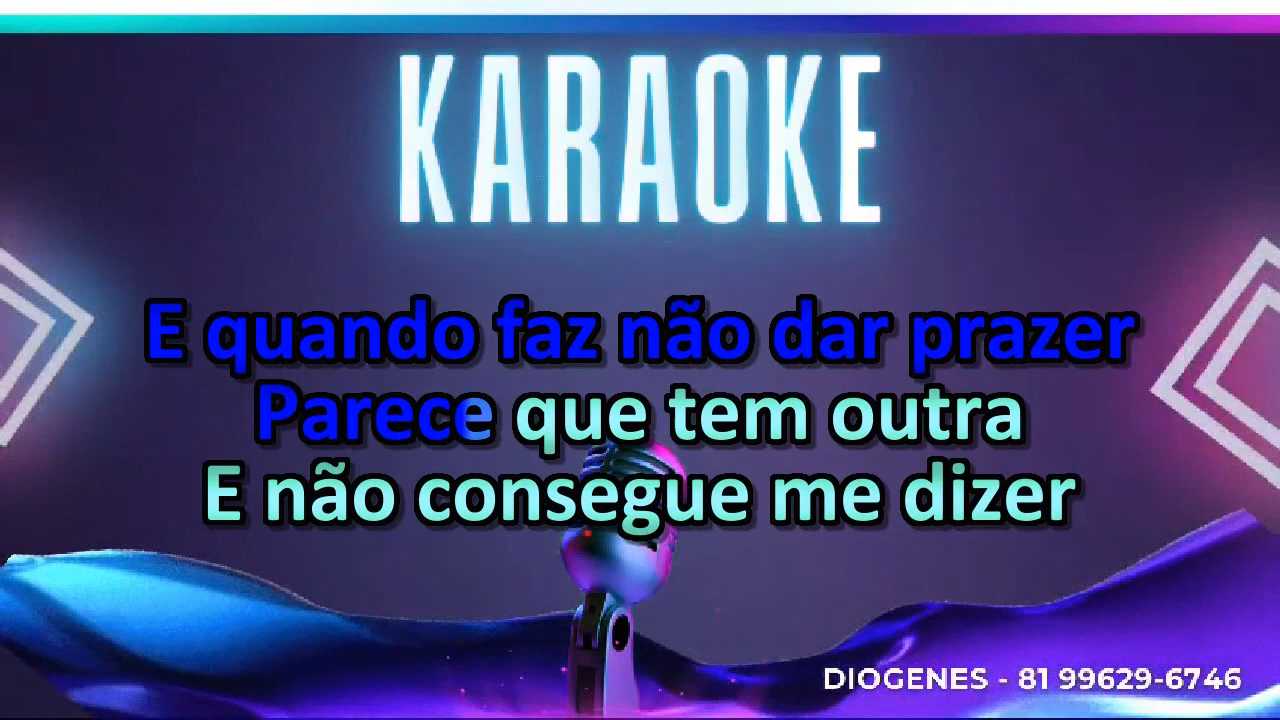 KARAOKE
E quando faz não dar prazer
Parece que tem outra
E não consegue me dizer
DIOGENES - 81 99629-6746